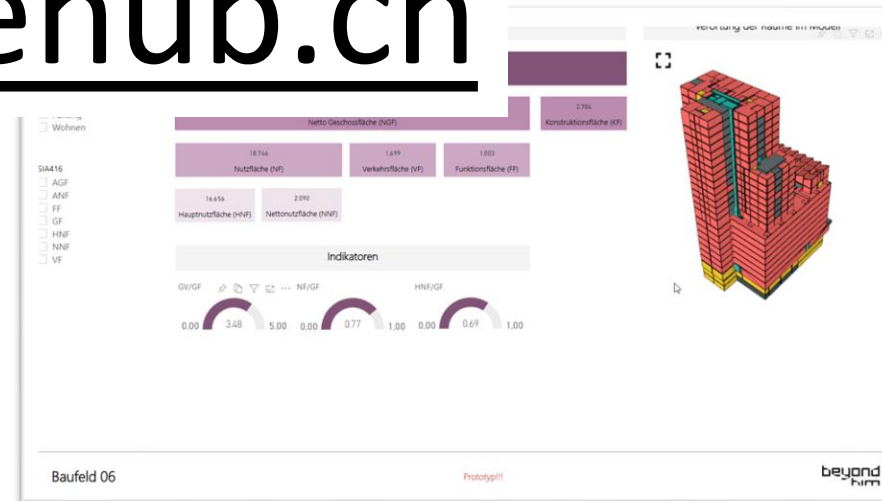 enub.ch
Verortung der Räume im Modell
Wohnen
Netto Geschossfläche (NGF)
2.784
Konstruktionsfläche (KF)
18.746
Nutzfläche (NF)
1.699
Verkehrsfläche (VF)
1.003
Funktionsfläche (FF)
SIA416
AGF
ANF
FF
GF
HNF
NNF
VF
16.656
Hauptnutzfläche (HNF)
2.090
Nettonutzfläche (NNF)
Indikatoren
GV/GF
NF/GF
HNF/GF
0.00 3.48 5.00
0.00 0.77 1.00
0.00 0.69 1.00
Baufeld 06
Prototyp!!!
beyond
bim